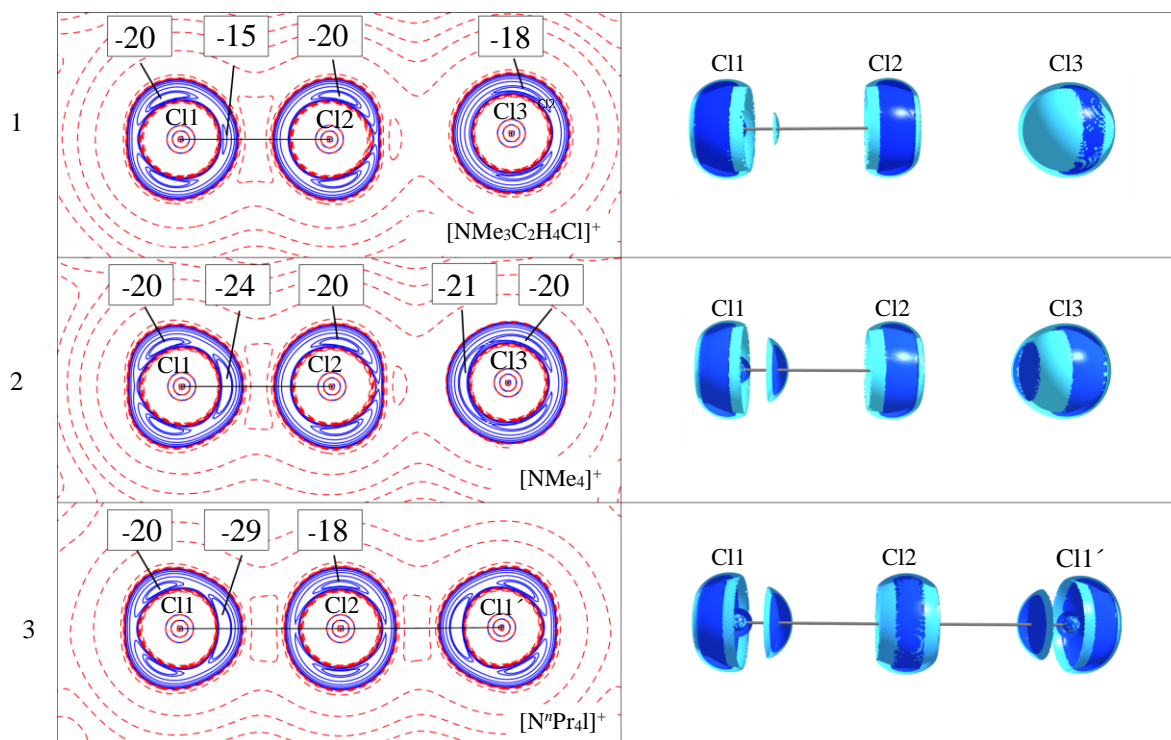 -20 -15 -20 -18
Cl1 Cl2 Cl3
Cl2
Cl1 Cl2 Cl3
1
[NMe₃C₂H₄Cl]⁺
-20 -24 -20 -21 -20
Cl1 Cl2 Cl3
Cl1 Cl2 Cl3
2
[NMe₄]⁺
-20 -29 -18
Cl1 Cl2 Cl1´
Cl1 Cl2 Cl1´
3
[NⁿPr₄l]⁺